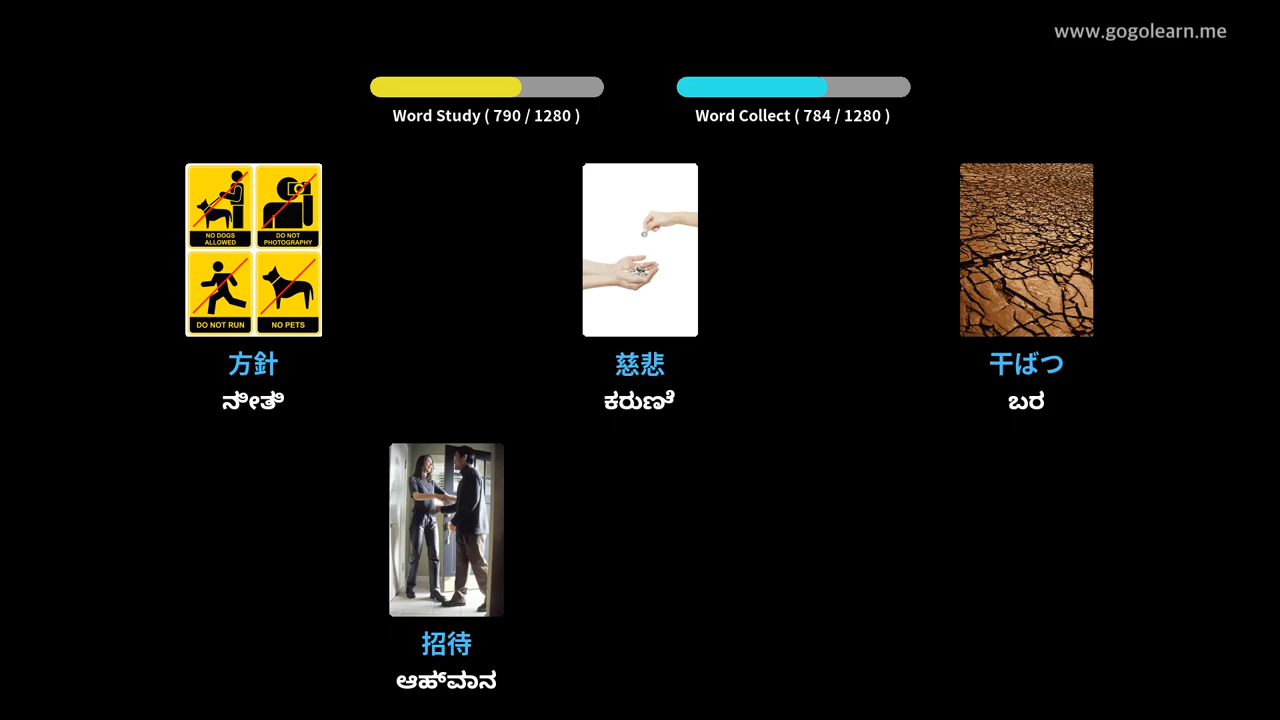 www.gogolearn.me
Word Study ( 790 / 1280 )
Word Collect ( 784 / 1280 )
NO DOGS
ALLOWED
DO NOT
PHOTOGRAPHY
DO NOT RUN
NO PETS
方針
慈悲
干ばつ
ನೀತಿ
ಕರುಣೆ
ಬರ
招待
ಆಹ್ವಾನ